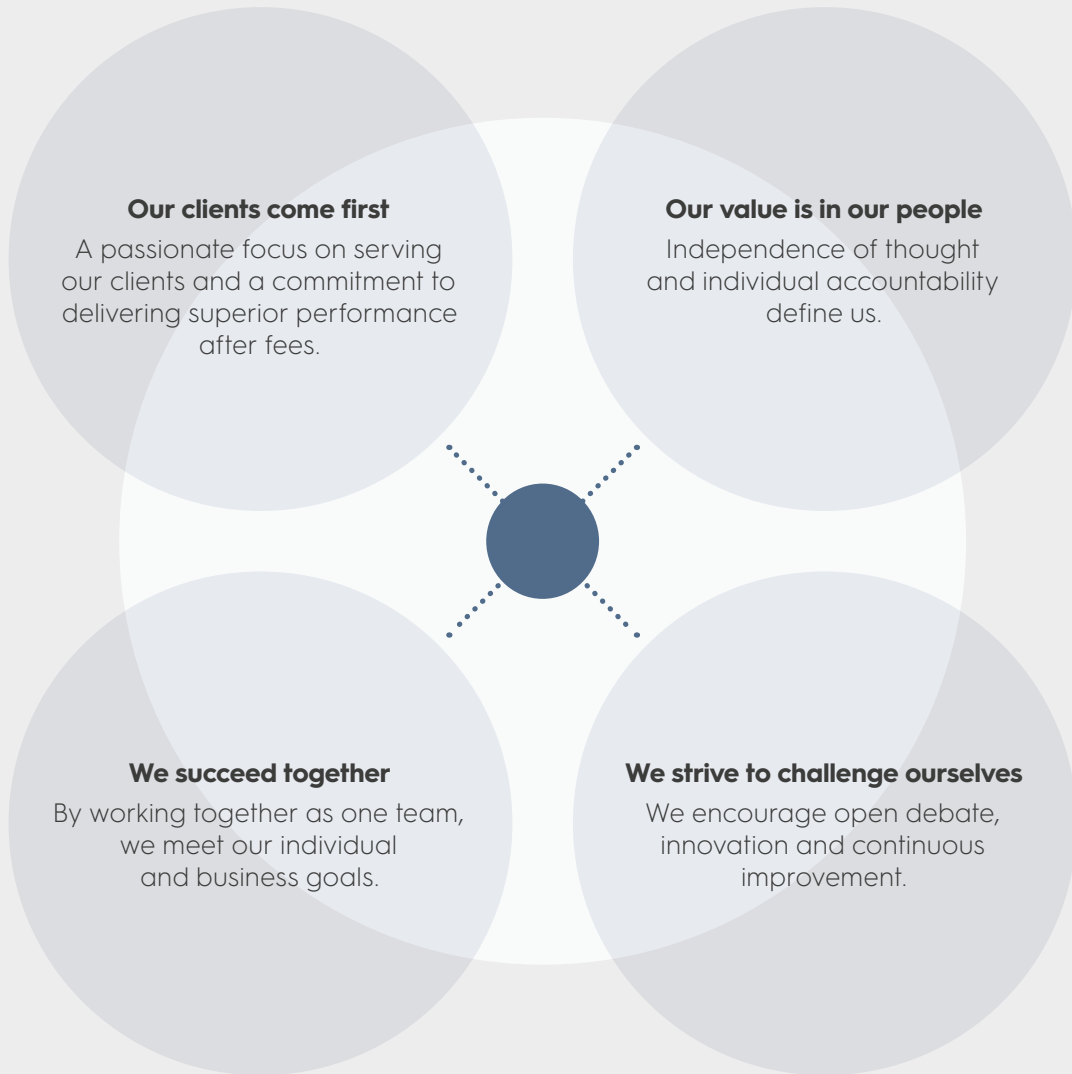 Our clients come first
A passionate focus on serving
our clients and a commitment to
delivering superior performance
after fees.
Our value is in our people
Independence of thought
and individual accountability
define us.
We succeed together
By working together as one team,
we meet our individual
and business goals.
We strive to challenge ourselves
We encourage open debate,
innovation and continuous
improvement.